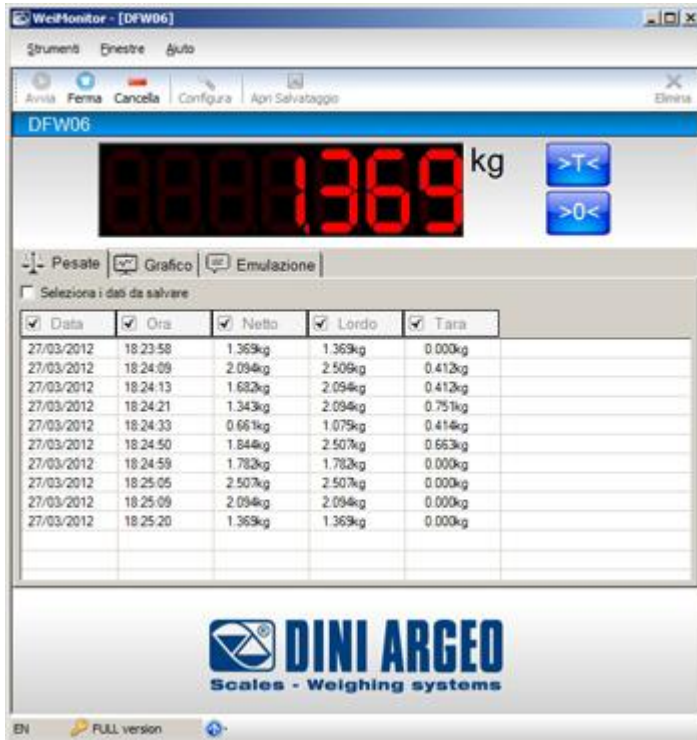 WeiMonitor - [DFW06]
Strumenti Finestre Aiuto
Avvia Ferma Cancella Configura Apri Salvataggio Elimina
DFW06
1.369 kg >T<
>0<
Pesate Grafico Emulazione
Seleziona i dati da salvare
Data Ora Netto Lordo Tara
27/03/2012 18:23:58 1.369kg 1.369kg 0.000kg
27/03/2012 18:24:09 2.094kg 2.506kg 0.412kg
27/03/2012 18:24:13 1.682kg 2.094kg 0.412kg
27/03/2012 18:24:21 1.343kg 2.094kg 0.751kg
27/03/2012 18:24:33 0.661kg 1.075kg 0.414kg
27/03/2012 18:24:50 1.844kg 2.507kg 0.663kg
27/03/2012 18:24:59 1.782kg 1.782kg 0.000kg
27/03/2012 18:25:05 2.507kg 2.507kg 0.000kg
27/03/2012 18:25:09 2.094kg 2.094kg 0.000kg
27/03/2012 18:25:20 1.369kg 1.369kg 0.000kg
DINI ARGEO
Scales - Weighing systems
EN FULL version